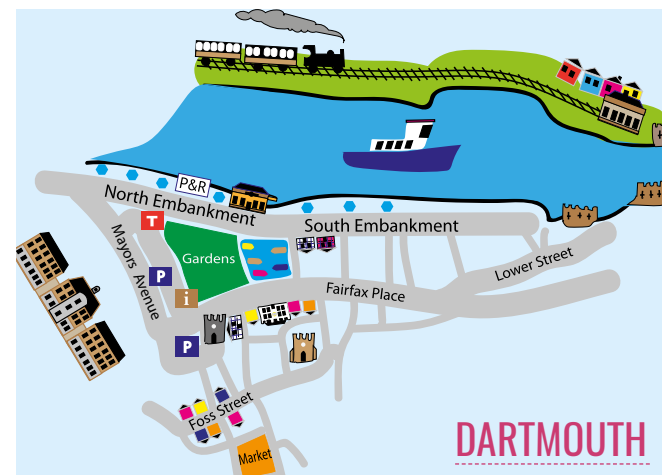 P&R
North Embankment
South Embankment
T
Mayors Avenue
Gardens
P
i
Fairfax Place
Lower Street
P
Foss Street
Market
DARTMOUTH